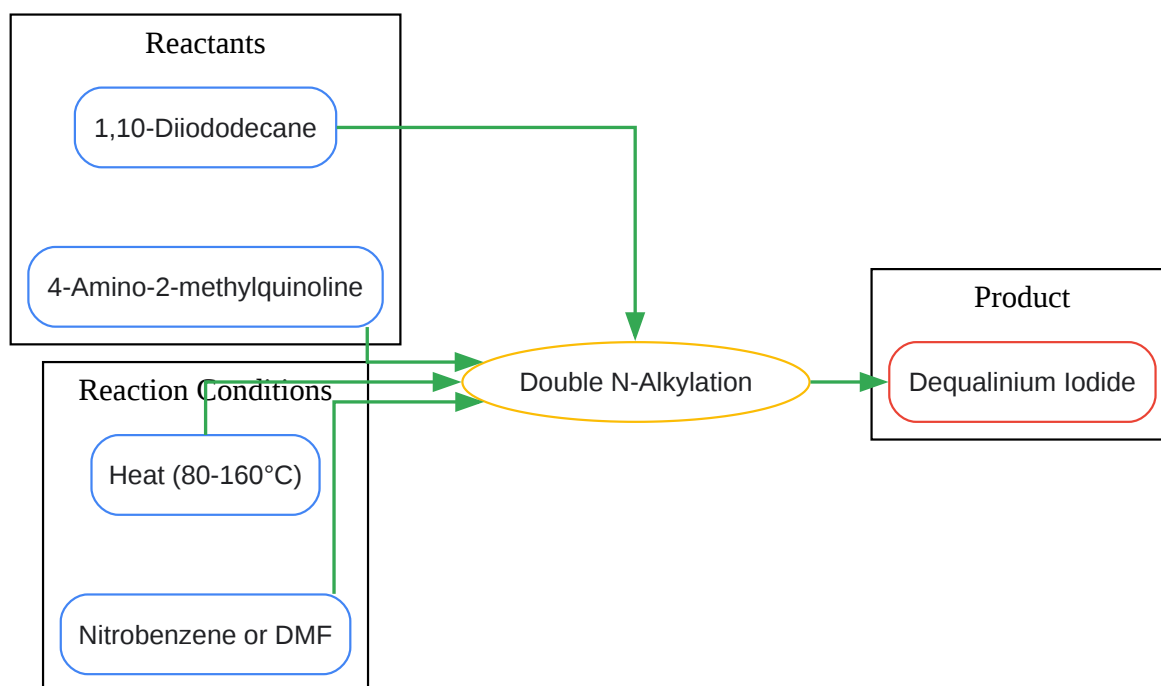 Reactants
1,10-Diiododecane
4-Amino-2-methylquinoline
Reaction Conditions
Heat (80-160°C)
Nitrobenzene or DMF
Double N-Alkylation
Product
Dequalinium Iodide